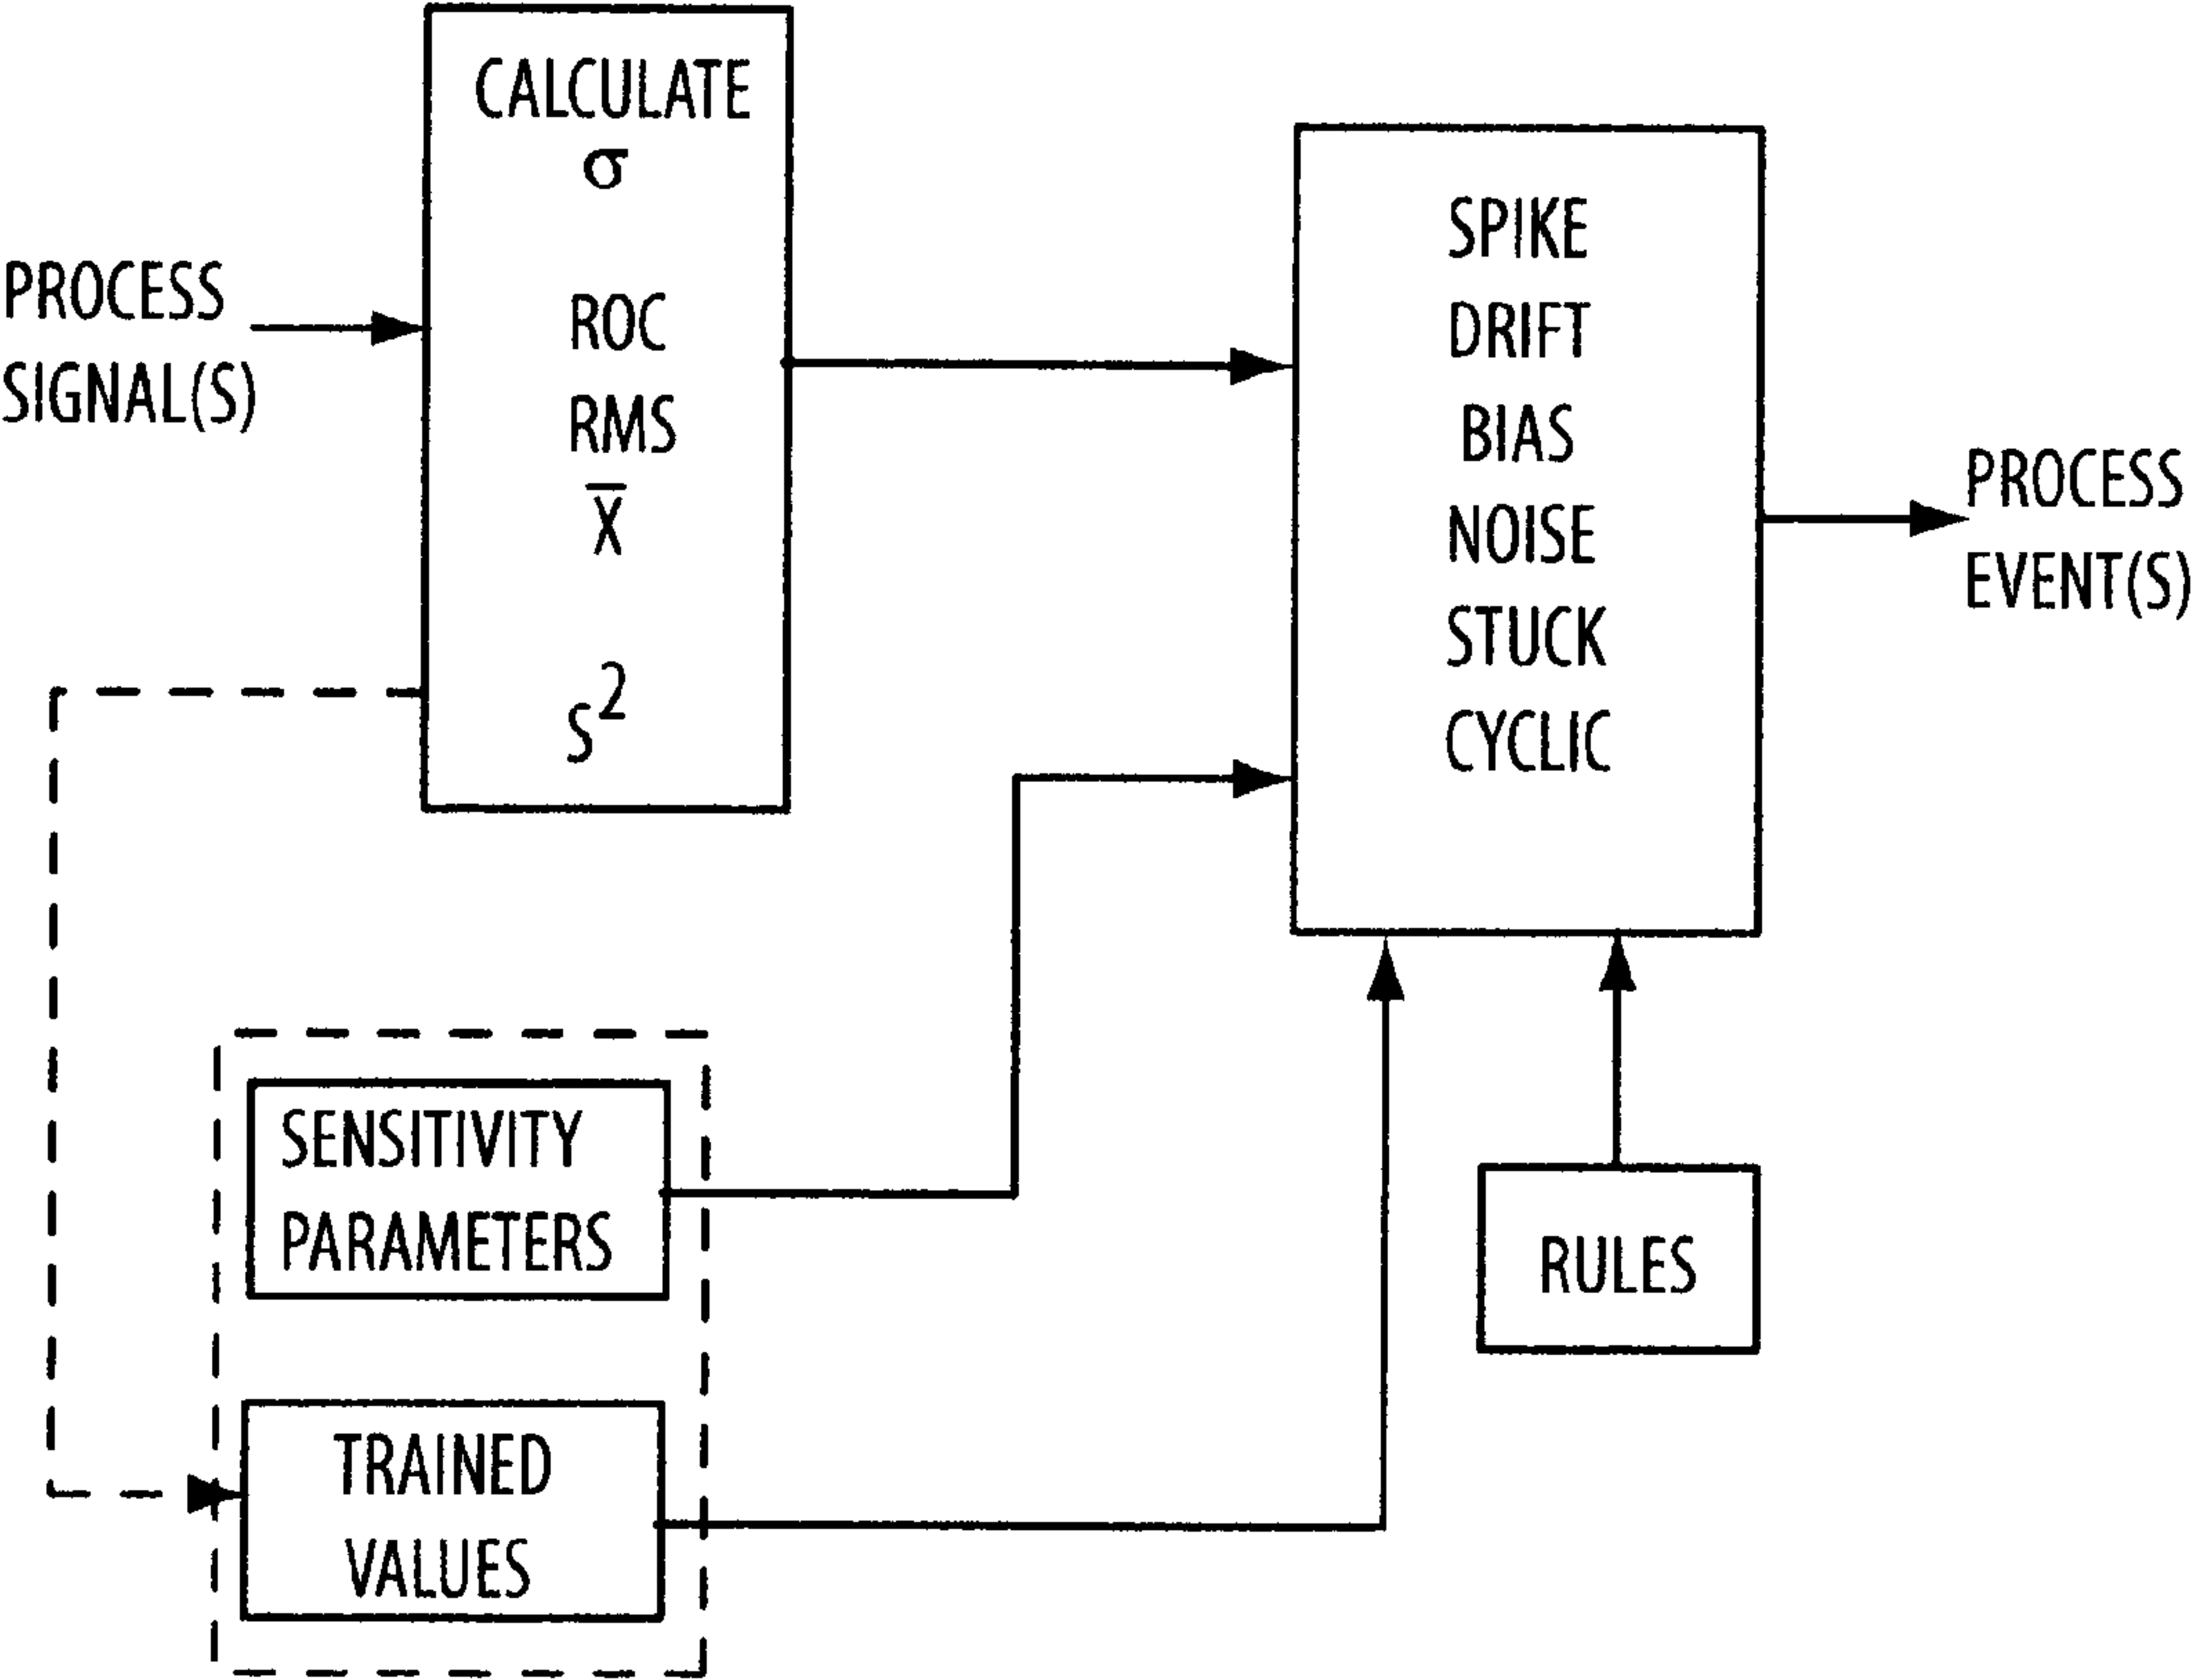 PROCESS
SIGNAL(S)
CALCULATE
σ
ROC
RMS
X̅
S²
SPIKE
DRIFT
BIAS
NOISE
STUCK
CYCLIC
PROCESS
EVENT(S)
SENSITIVITY
PARAMETERS
TRAINED
VALUES
RULES